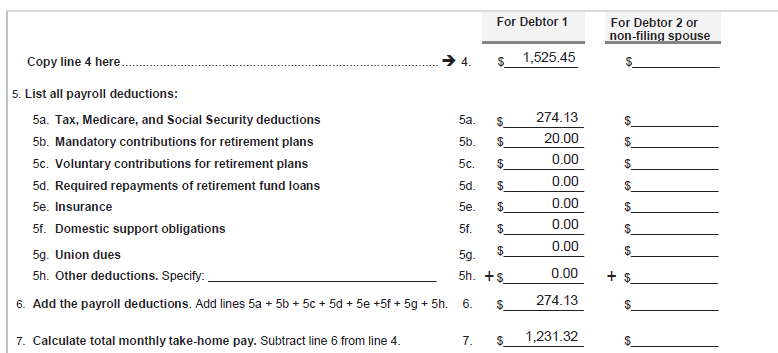 For Debtor 1 For Debtor 2 or
non-filing spouse
Copy line 4 here............................................................................................ ➔ 4. $ 1,525.45 $
5. List all payroll deductions:
5a. Tax, Medicare, and Social Security deductions 5a. $ 274.13 $
5b. Mandatory contributions for retirement plans 5b. $ 20.00 $
5c. Voluntary contributions for retirement plans 5c. $ 0.00 $
5d. Required repayments of retirement fund loans 5d. $ 0.00 $
5e. Insurance 5e. $ 0.00 $
5f. Domestic support obligations 5f. $ 0.00 $
5g. Union dues 5g. $ 0.00 $
5h. Other deductions. Specify: 5h. +$ 0.00 + $
6. Add the payroll deductions. Add lines 5a + 5b + 5c + 5d + 5e +5f + 5g + 5h. 6. $ 274.13 $
7. Calculate total monthly take-home pay. Subtract line 6 from line 4. 7. $ 1,231.32 $